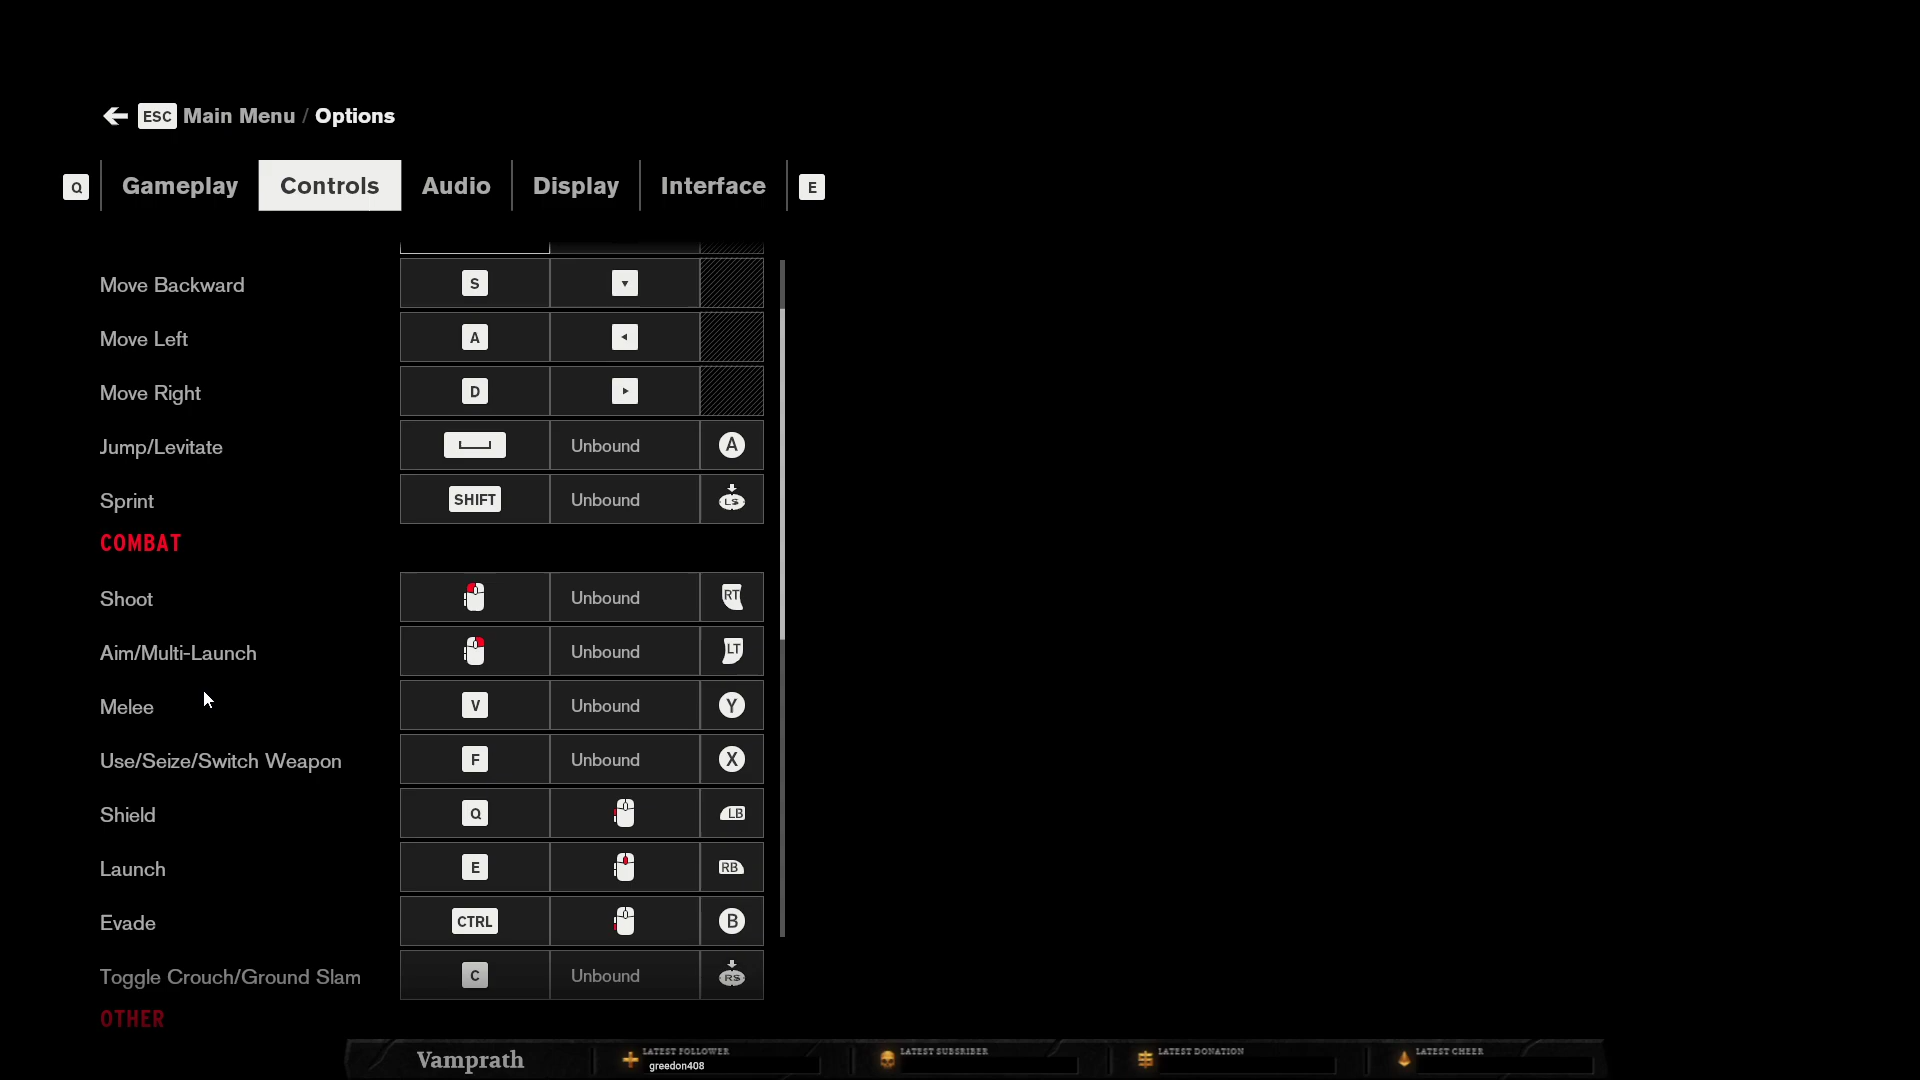 ESC Main Menu / Options
Q Gameplay Controls Audio Display Interface E
Move Backward S
Move Left A
Move Right D
Jump/Levitate Unbound A
Sprint SHIFT Unbound LS
COMBAT
Shoot Unbound RT
Aim/Multi-Launch Unbound LT
Melee V Unbound Y
Use/Seize/Switch Weapon F Unbound X
Shield Q LB
Launch E RB
Evade CTRL B
Toggle Crouch/Ground Slam C Unbound RS
OTHER
Vamprath LATEST FOLLOWER LATEST SUBSRIBER LATEST DONATION LATEST CHEER
greedon408